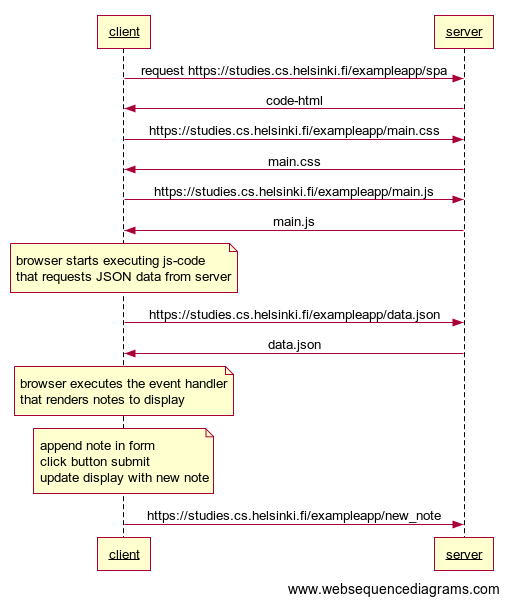 client
server
request https://studies.cs.helsinki.fi/exampleapp/spa
code-html
https://studies.cs.helsinki.fi/exampleapp/main.css
main.css
https://studies.cs.helsinki.fi/exampleapp/main.js
main.js
browser starts executing js-code
that requests JSON data from server
https://studies.cs.helsinki.fi/exampleapp/data.json
data.json
browser executes the event handler
that renders notes to display
append note in form
click button submit
update display with new note
https://studies.cs.helsinki.fi/exampleapp/new_note
client
server
www.websequencediagrams.com